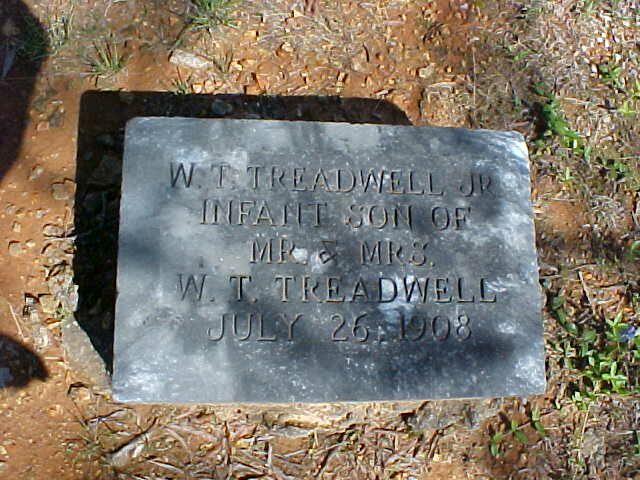 W. T. TREADWELL JR
INFANT SON OF
MR. & MRS.
W. T. TREADWELL
JULY 26, 1908